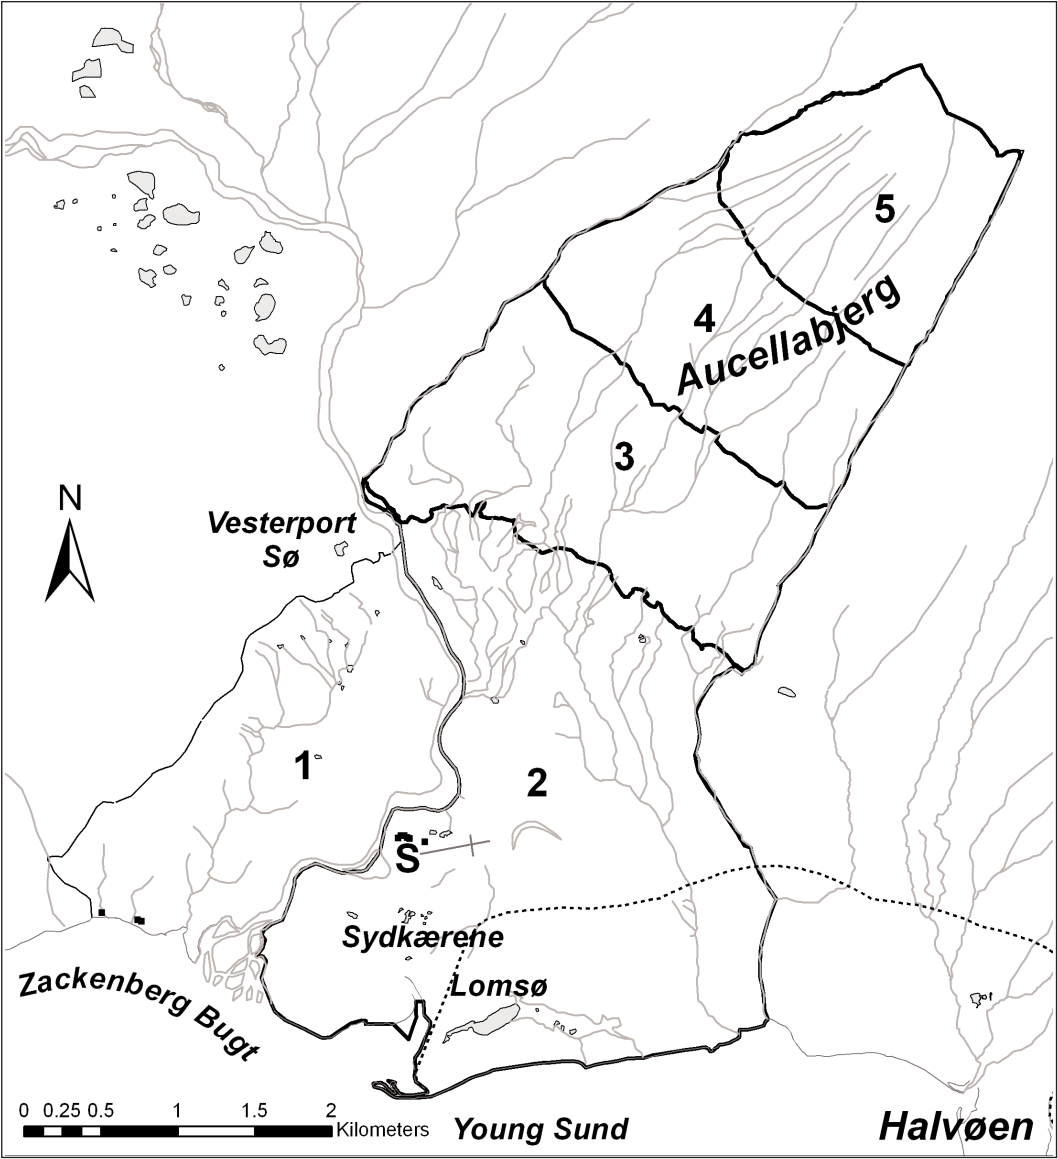 5
4
Aucellabjerg
3
N
Vesterport
Sø
1
2
S
Sydkærene
Lomsø
Zackenberg Bugt
0 0.25 0.5 1 1.5 2
Kilometers
Young Sund
Halvøen